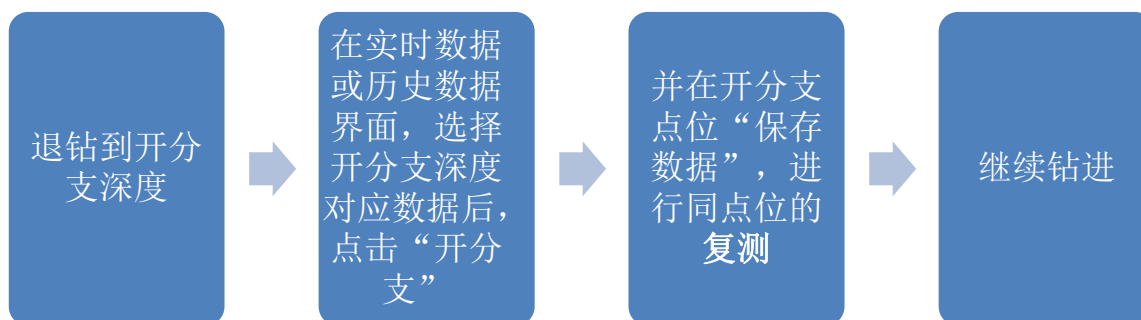 退钻到开分
支深度
在实时数据
或历史数据
界面，选择
开分支深度
对应数据后，
点击“开分
支”
并在开分支
点位“保存
数据”，进
行同点位的
复测
继续钻进